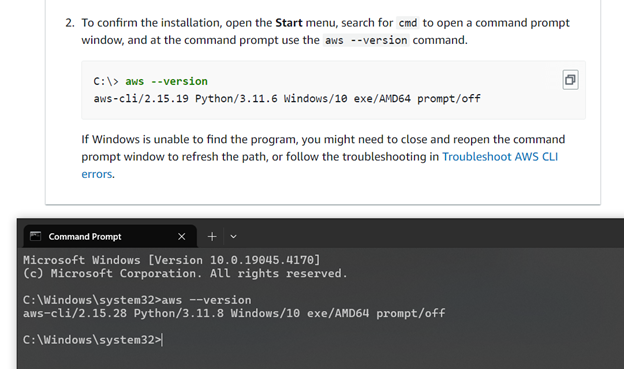 2. To confirm the installation, open the Start menu, search for cmd to open a command prompt
window, and at the command prompt use the aws --version command.
C:\> aws --version
aws-cli/2.15.19 Python/3.11.6 Windows/10 exe/AMD64 prompt/off
If Windows is unable to find the program, you might need to close and reopen the command
prompt window to refresh the path, or follow the troubleshooting in Troubleshoot AWS CLI
errors.
Command Prompt
Microsoft Windows [Version 10.0.19045.4170]
(c) Microsoft Corporation. All rights reserved.
C:\Windows\system32>aws --version
aws-cli/2.15.28 Python/3.11.8 Windows/10 exe/AMD64 prompt/off
C:\Windows\system32>